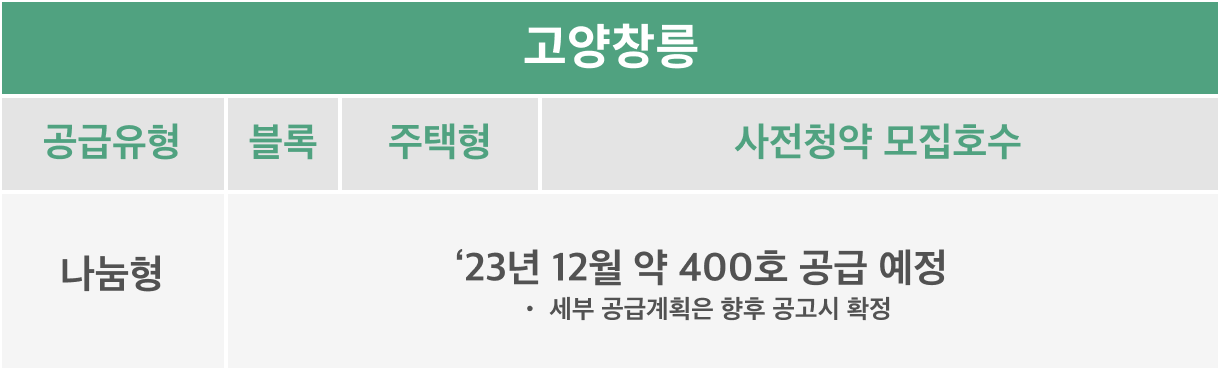 고양창릉
공급유형 블록 주택형 사전청약 모집호수
나눔형
‘23년 12월 약 400호 공급 예정
• 세부 공급계획은 향후 공고시 확정